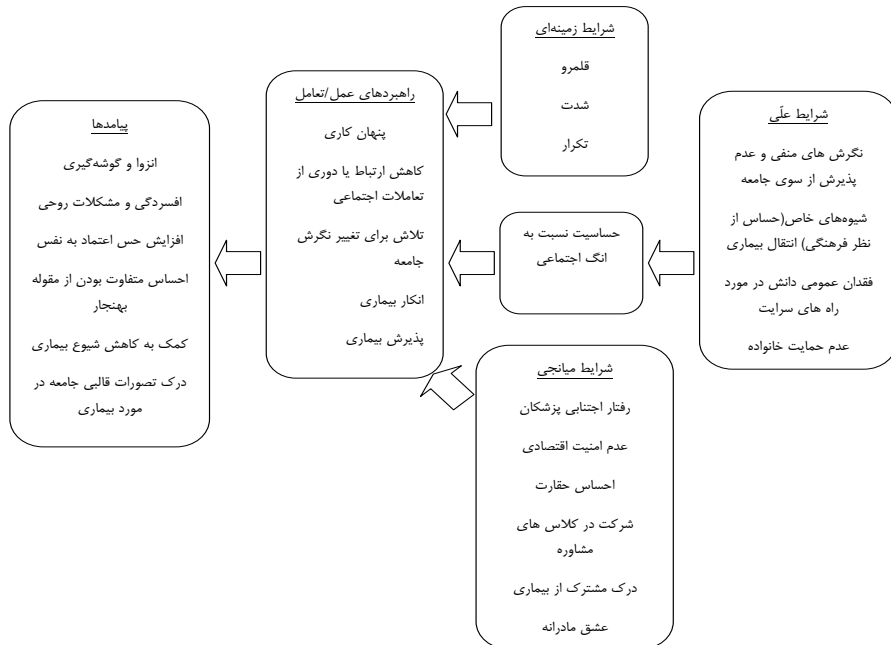 شرایط علّی
نگرش های منفی و عدم
پذیرش از سوی جامعه
شیوه‌های خاص(حساس از
نظر فرهنگی) انتقال بیماری
فقدان عمومی دانش در مورد
راه های سرایت
عدم حمایت خانواده
شرایط زمینه‌ای
قلمرو
شدت
تکرار
حساسیت نسبت به
انگ اجتماعی
شرایط میانجی
رفتار اجتنابی پزشکان
عدم امنیت اقتصادی
احساس حقارت
شرکت در کلاس های
مشاوره
درک مشترک از بیماری
عشق مادرانه
راهبردهای عمل/تعامل
پنهان کاری
کاهش ارتباط یا دوری از
تعاملات اجتماعی
تلاش برای تغییر نگرش
جامعه
انکار بیماری
پذیرش بیماری
پیامدها
انزوا و گوشه‌گیری
افسردگی و مشکلات روحی
افزایش حس اعتماد به نفس
احساس متفاوت بودن از مقوله
بهنجار
کمک به کاهش شیوع بیماری
درک تصورات قالبی جامعه در
مورد بیماری